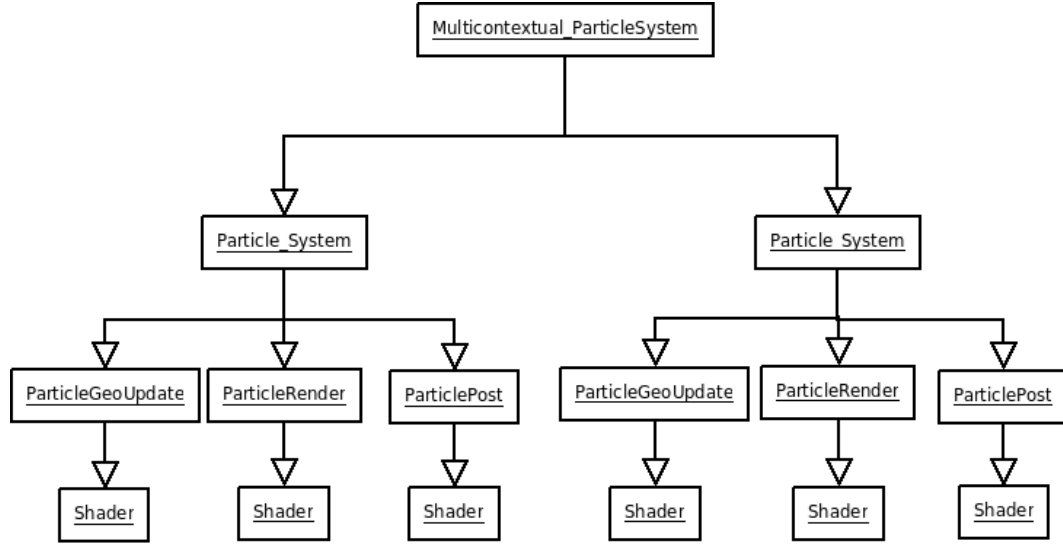 Multicontextual_ParticleSystem
Particle_System
Particle_System
ParticleGeoUpdate
ParticleRender
ParticlePost
ParticleGeoUpdate
ParticleRender
ParticlePost
Shader
Shader
Shader
Shader
Shader
Shader